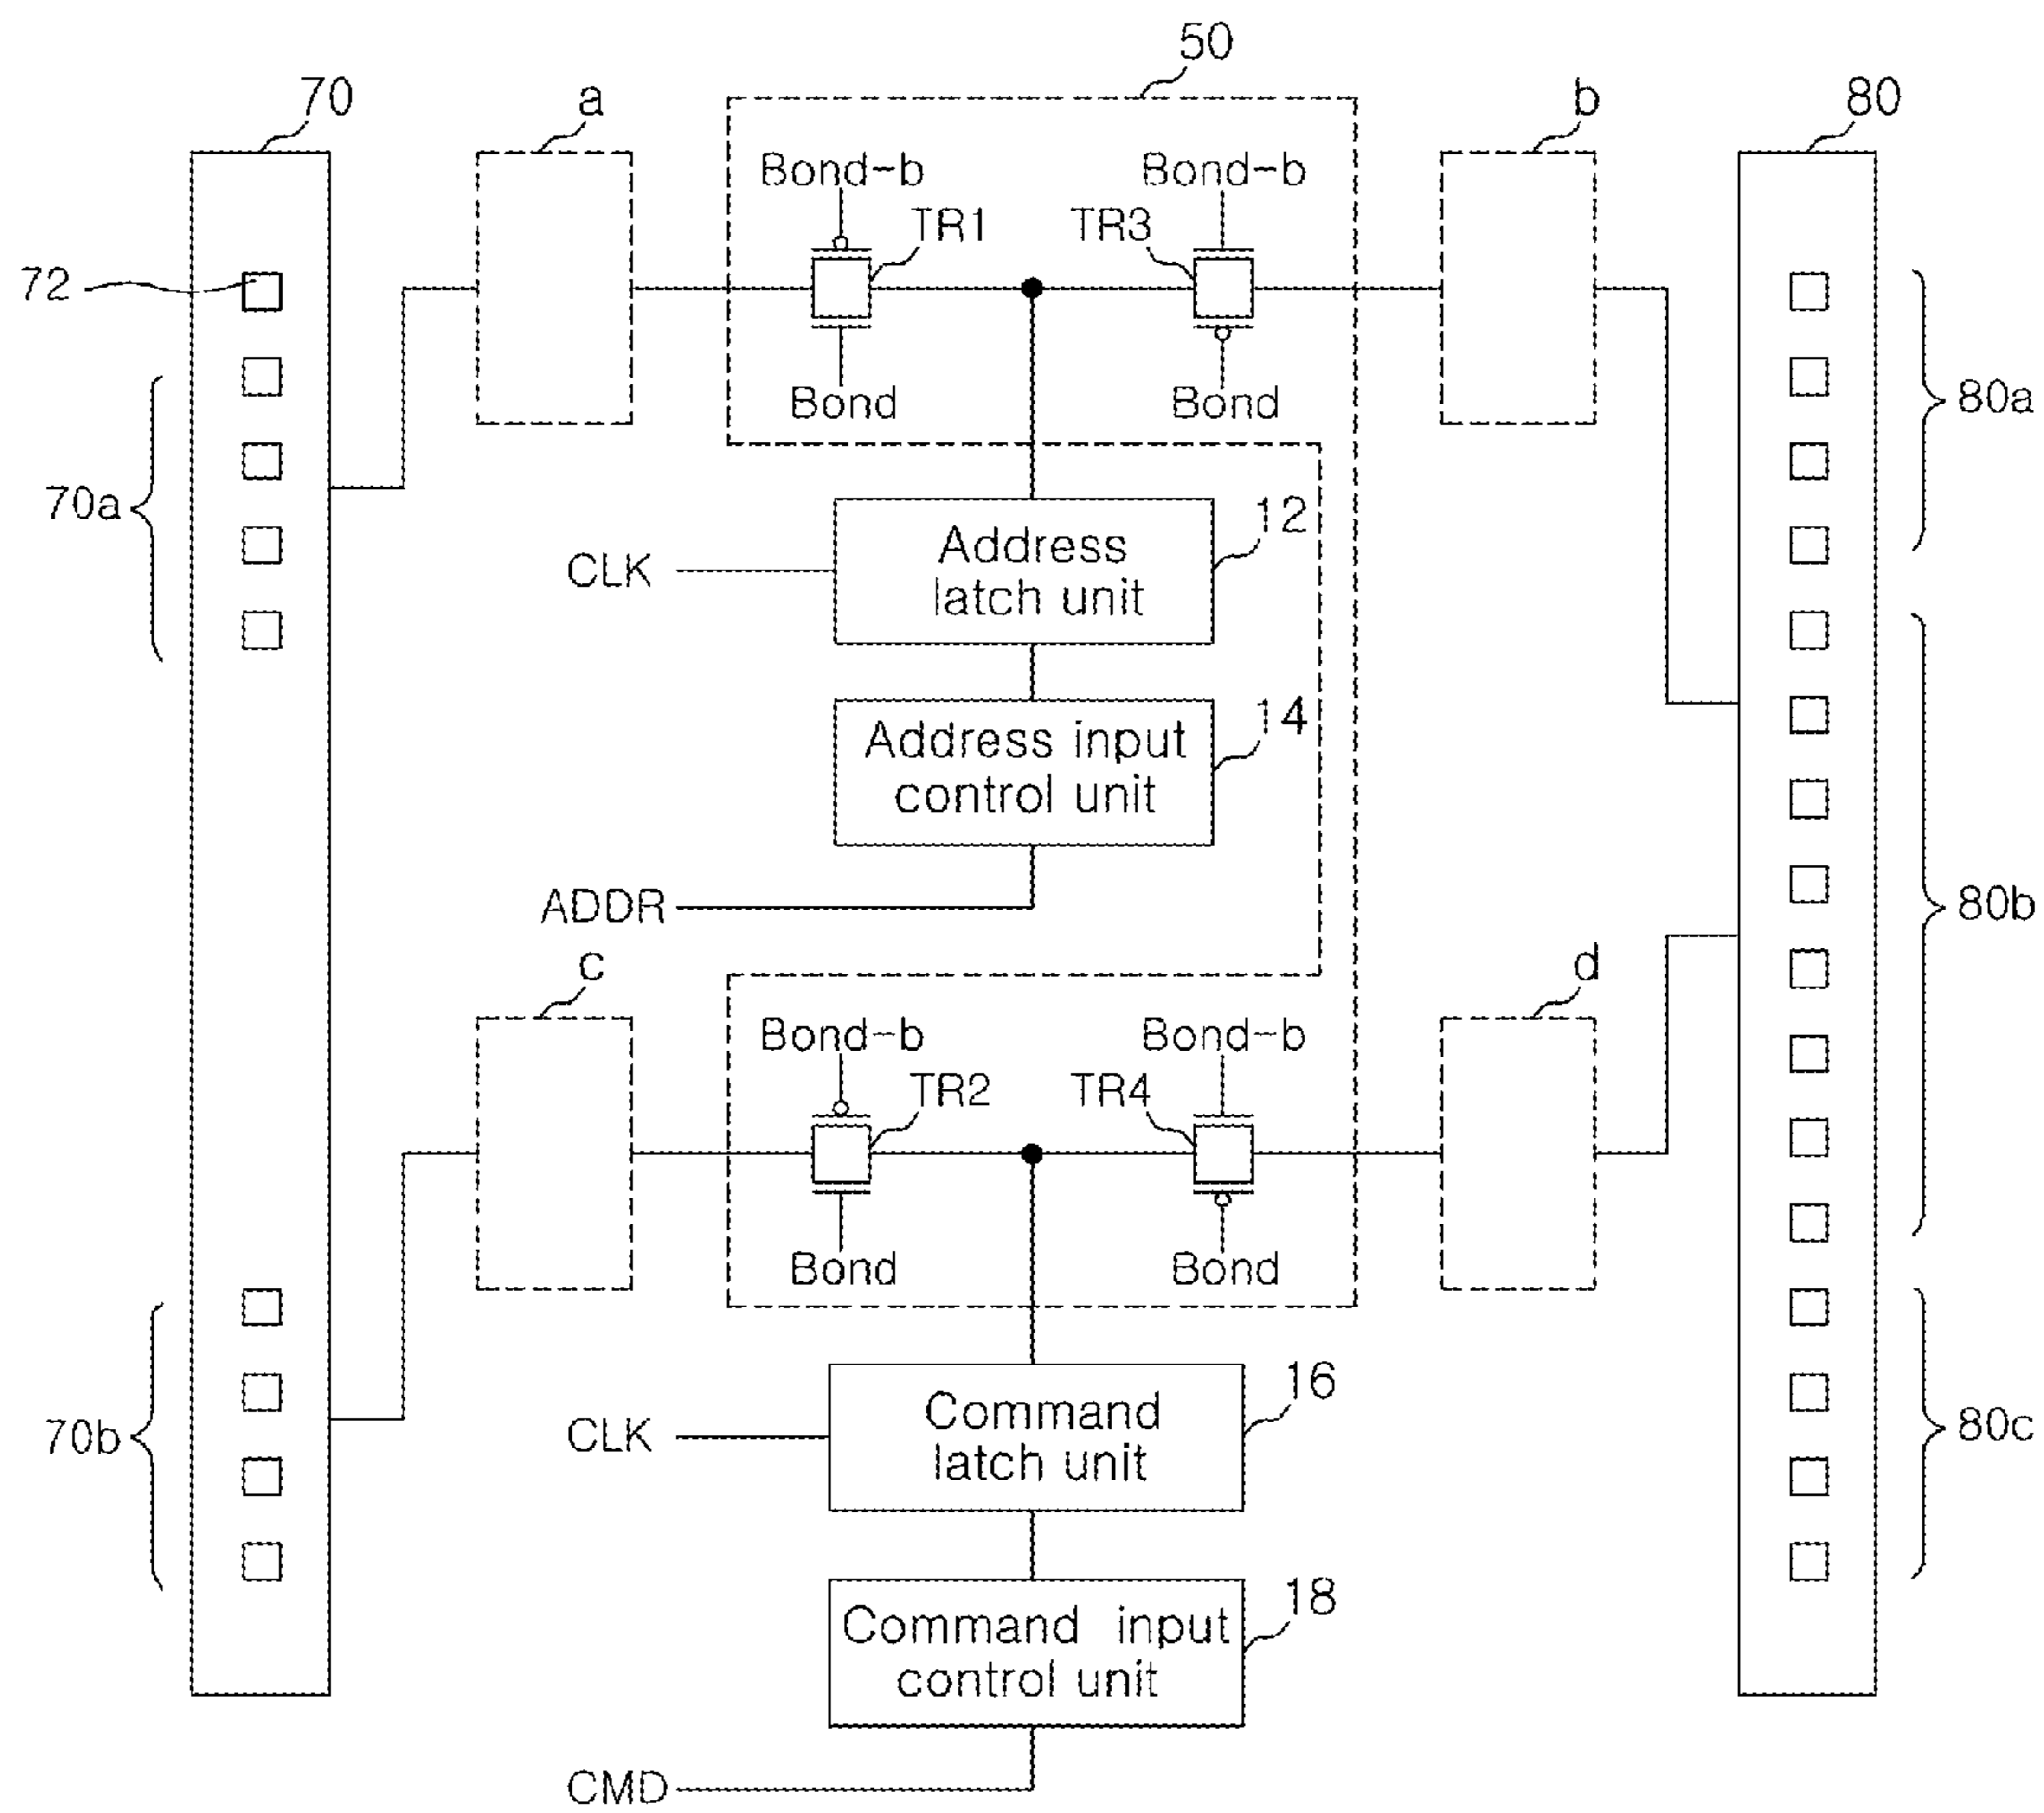 50
70
a
b
80
Bond-b
Bond-b
TR1
TR3
72
Bond
Bond
80a
70a
12
Address
latch unit
CLK
14
Address input
control unit
ADDR
80b
c
d
Bond-b
Bond-b
TR2
TR4
Bond
Bond
16
Command
latch unit
CLK
70b
80c
18
Command input
control unit
CMD